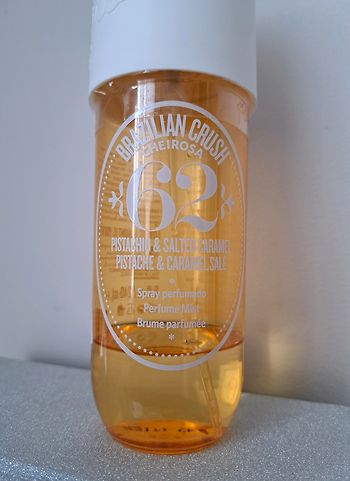 BRAZILIAN CRUSH
CHEIROSA
62
PISTACHIO & SALTED CARAMEL
PISTACHE & CARAMEL SALÉ
Spray perfumado
Perfume Mist
Brume parfumée